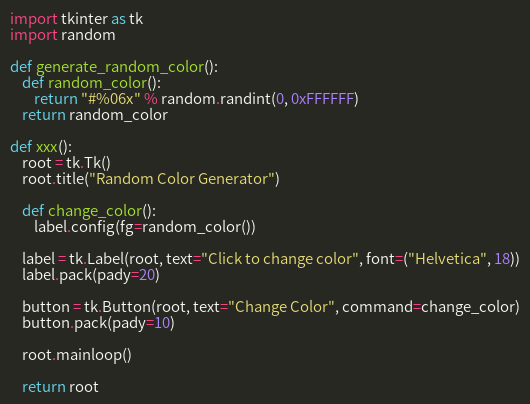 import tkinter as tk
import random

def generate_random_color():
    def random_color():
        return "#%06x" % random.randint(0, 0xFFFFFF)
    return random_color

def xxx():
    root = tk.Tk()
    root.title("Random Color Generator")

    def change_color():
        label.config(fg=random_color())

    label = tk.Label(root, text="Click to change color", font=("Helvetica", 18))
    label.pack(pady=20)

    button = tk.Button(root, text="Change Color", command=change_color)
    button.pack(pady=10)

    root.mainloop()

    return root